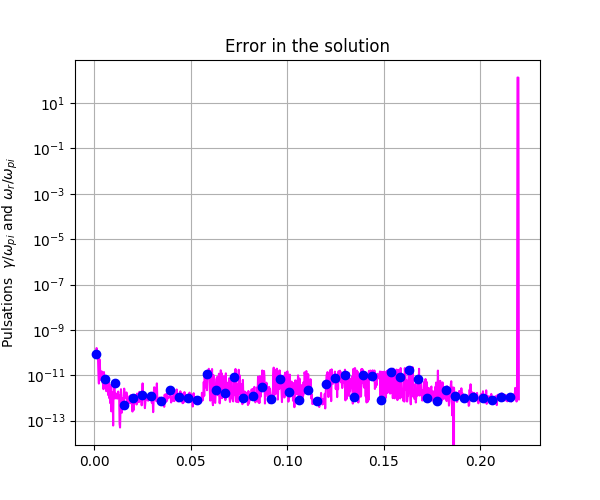 Error in the solution
Pulsations γ/ω_pi and ω_r/ω_pi
10^1
10^-1
10^-3
10^-5
10^-7
10^-9
10^-11
10^-13
0.00 0.05 0.10 0.15 0.20